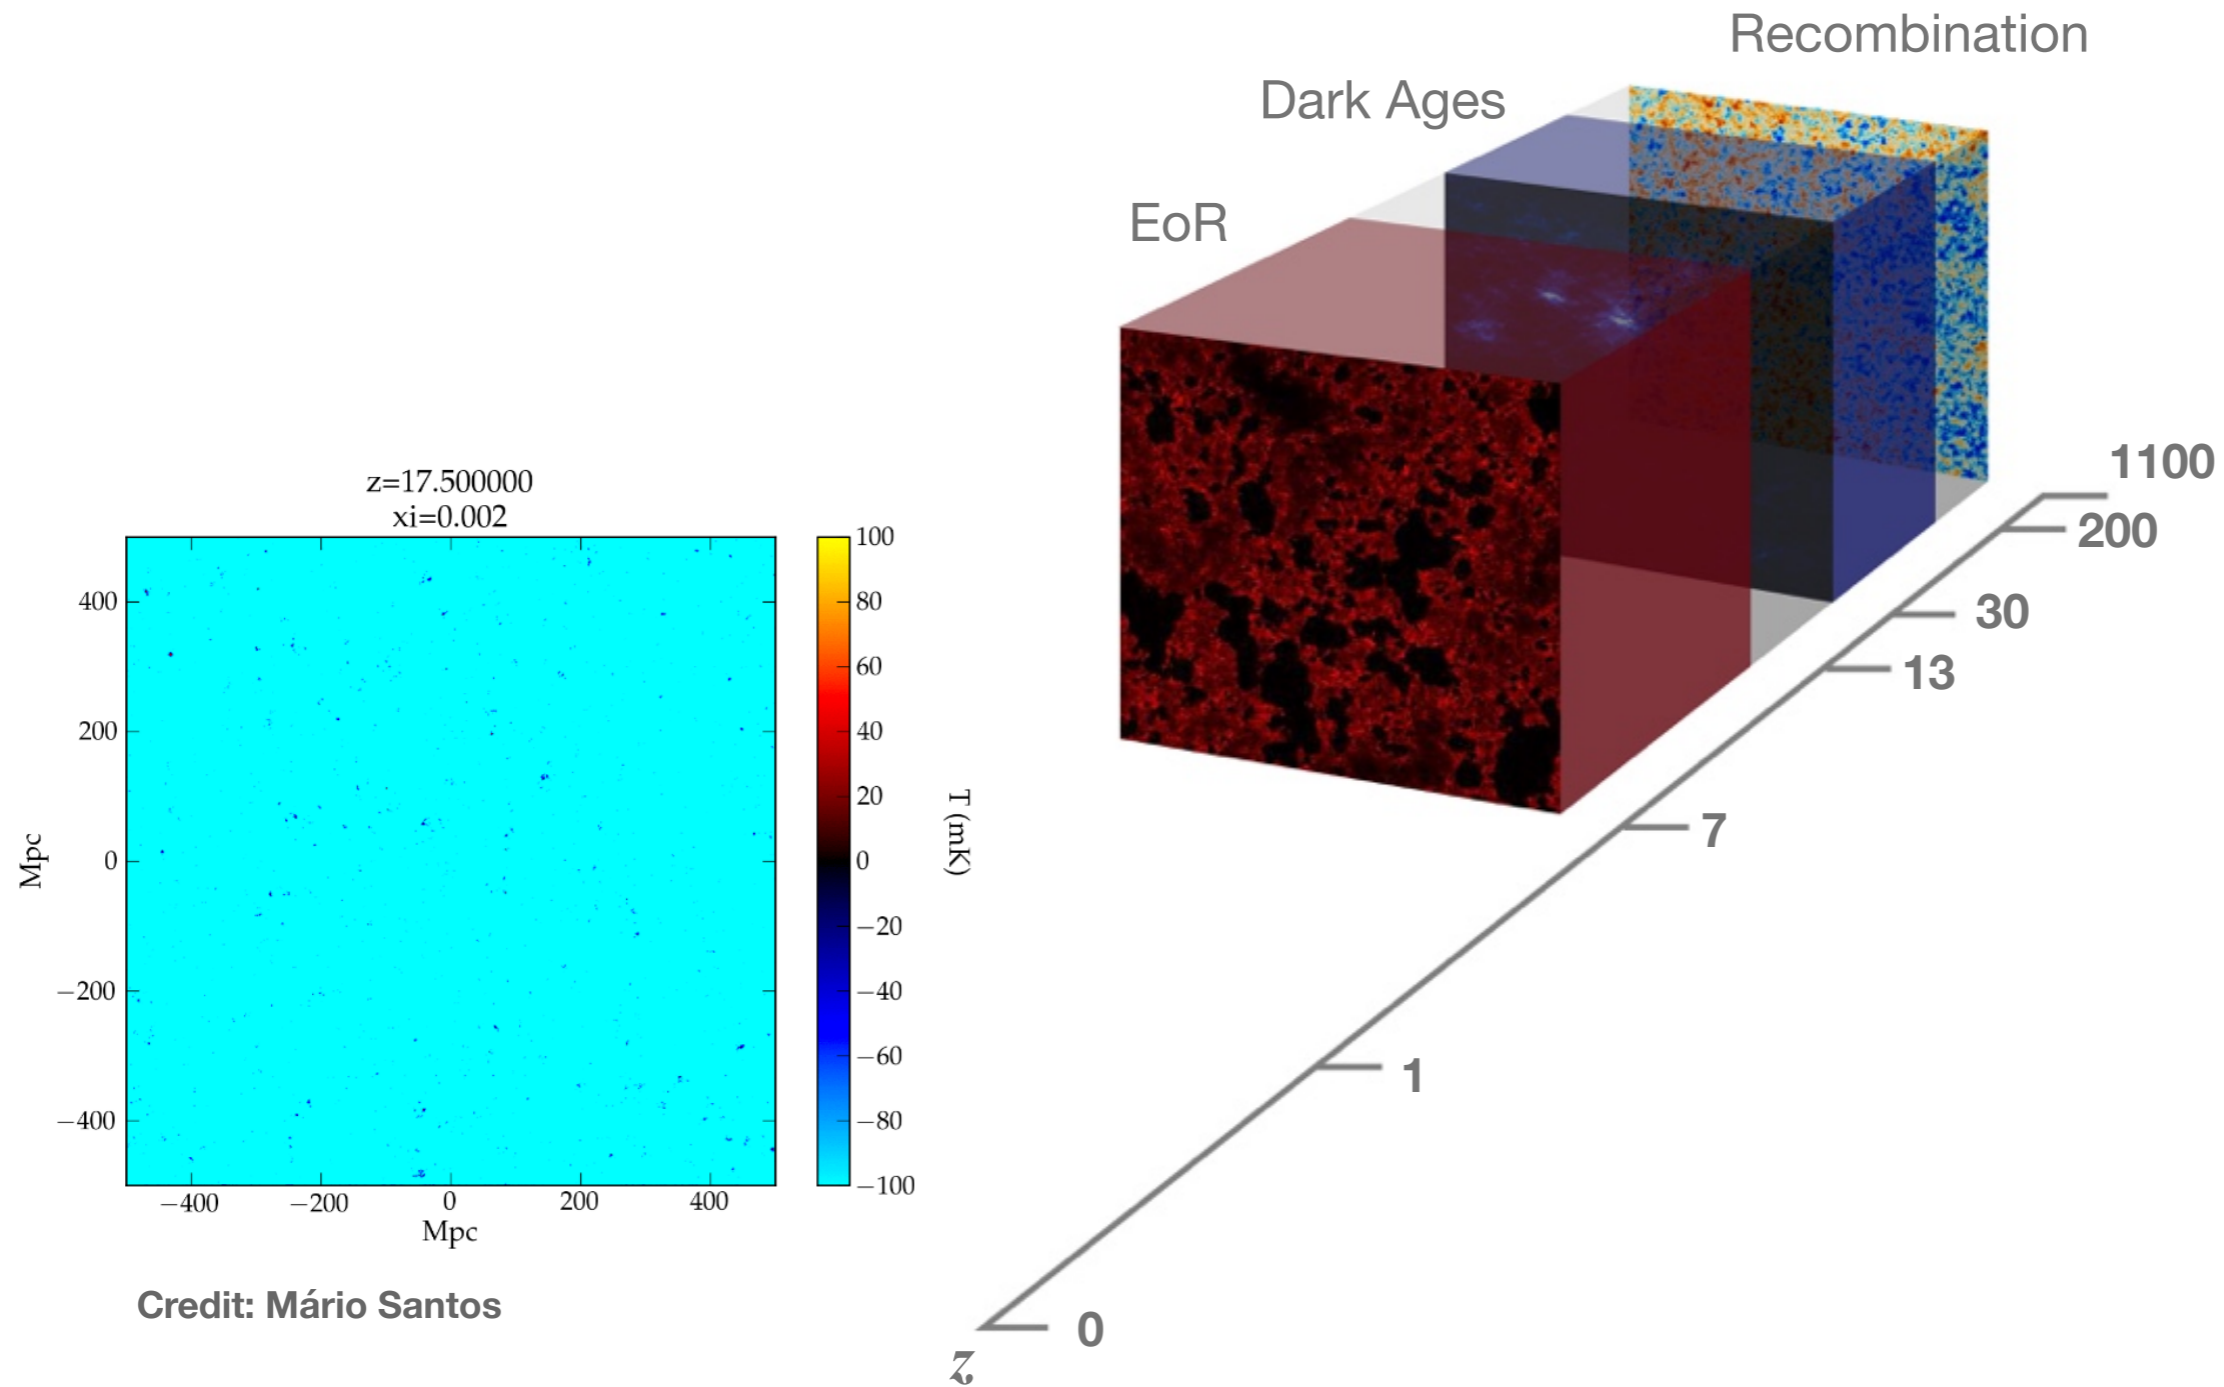 Recombination
Dark Ages
EoR
1100
200
30
13
7
1
0
z
z=17.500000
xi=0.002
400
200
0
−200
−400
Mpc
−400
−200
0
200
400
Mpc
100
80
60
40
20
0
−20
−40
−60
−80
−100
T (mK)
Credit: Mário Santos